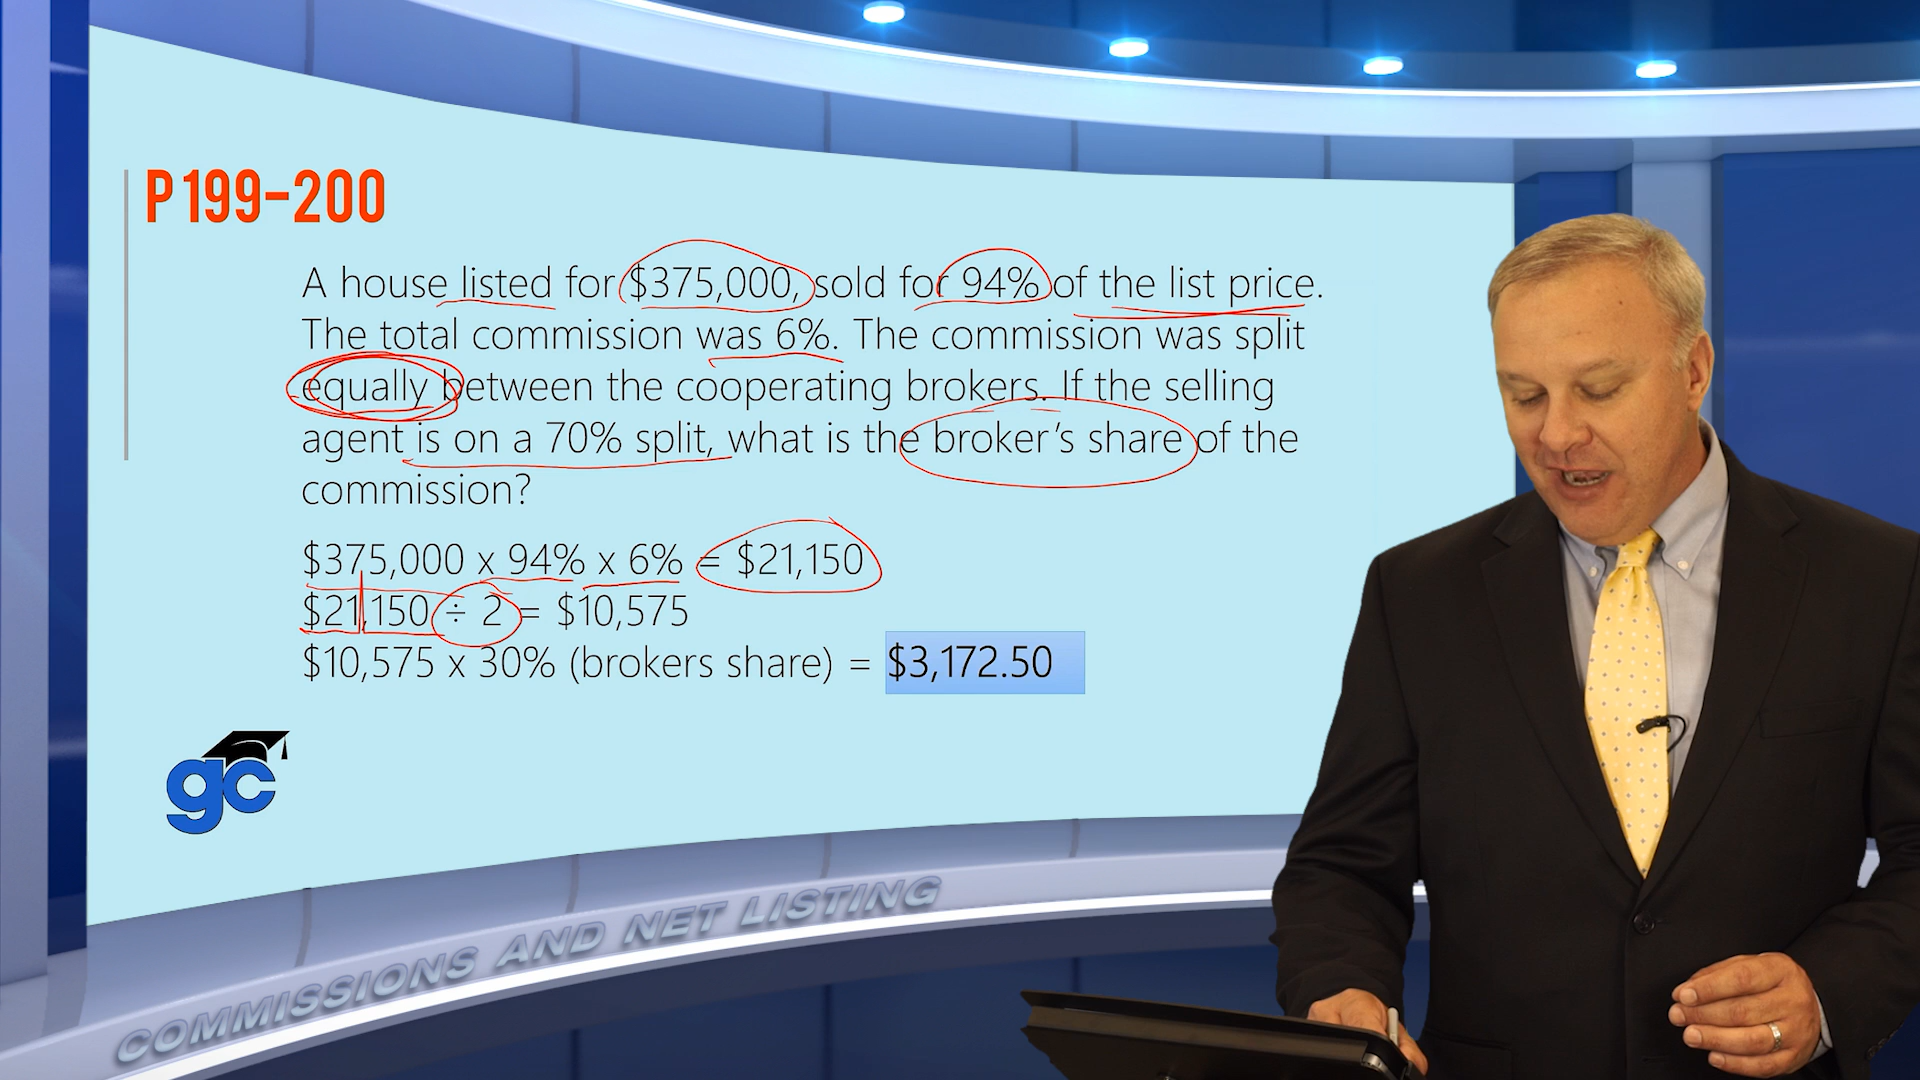 P 199-200
A house listed for $375,000, sold for 94% of the list price.
The total commission was 6%. The commission was split
equally between the cooperating brokers. If the selling
agent is on a 70% split, what is the broker's share of the
commission?
$375,000 x 94% x 6% = $21,150
$21,150 ÷ 2 = $10,575
$10,575 x 30% (brokers share) = $3,172.50
gc
COMMISSIONS AND NET LISTING